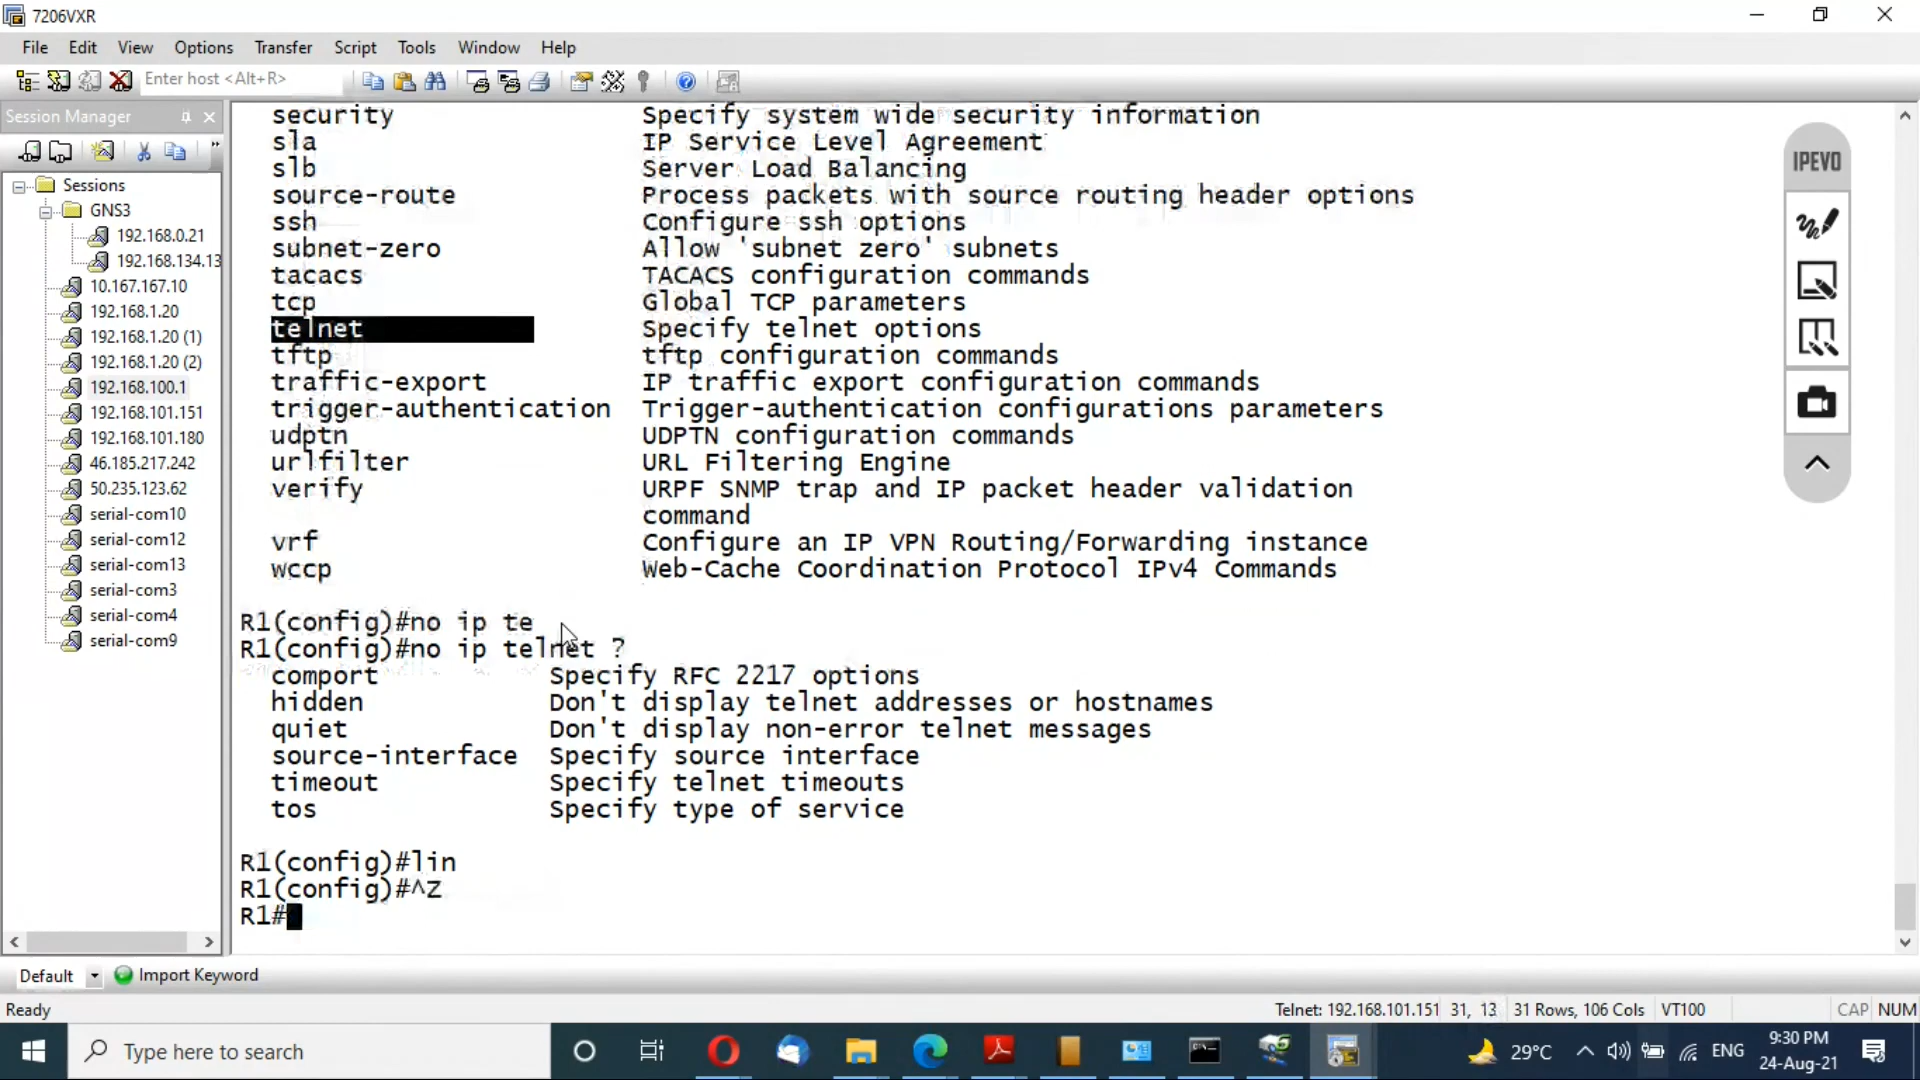 7206VXR
File Edit View Options Transfer Script Tools Window Help
Enter host <Alt+R>
Session Manager
Sessions
GNS3
192.168.0.21
192.168.134.13
10.167.167.10
192.168.1.20
192.168.1.20 (1)
192.168.1.20 (2)
192.168.100.1
192.168.101.151
192.168.101.180
46.185.217.242
50.235.123.62
serial-com10
serial-com12
serial-com13
serial-com3
serial-com4
serial-com9
security Specify system wide security information
sla IP Service Level Agreement
slb Server Load Balancing
source-route Process packets with source routing header options
ssh Configure ssh options
subnet-zero Allow 'subnet zero' subnets
tacacs TACACS configuration commands
tcp Global TCP parameters
telnet Specify telnet options
tftp tftp configuration commands
traffic-export IP traffic export configuration commands
trigger-authentication Trigger-authentication configurations parameters
udptn UDPTN configuration commands
urlfilter URL Filtering Engine
verify URPF SNMP trap and IP packet header validation
command
vrf Configure an IP VPN Routing/Forwarding instance
wccp Web-Cache Coordination Protocol IPv4 Commands
R1(config)#no ip te
R1(config)#no ip telnet ?
comport Specify RFC 2217 options
hidden Don't display telnet addresses or hostnames
quiet Don't display non-error telnet messages
source-interface Specify source interface
timeout Specify telnet timeouts
tos Specify type of service
R1(config)#lin
R1(config)#^Z
R1#
IPEVO
Default Import Keyword
Ready Telnet: 192.168.101.151 31, 13 31 Rows, 106 Cols VT100 CAP NUM
Type here to search
29°C ENG
9:30 PM
24-Aug-21